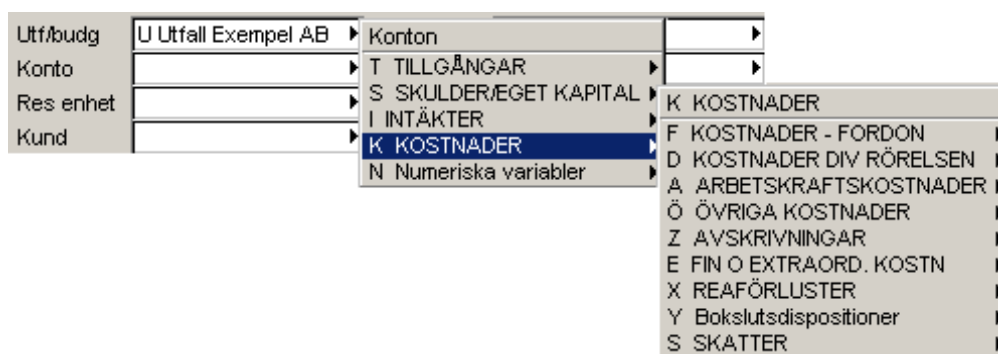 Utf/budg U Utfall Exempel AB
Konto
Res enhet
Kund
Konton
T TILLGÅNGAR
S SKULDER/EGET KAPITAL
I INTÄKTER
K KOSTNADER
N Numeriska variabler
K KOSTNADER
F KOSTNADER - FORDON
D KOSTNADER DIV RÖRELSEN
A ARBETSKRAFTSKOSTNADER
Ö ÖVRIGA KOSTNADER
Z AVSKRIVNINGAR
E FIN O EXTRAORD. KOSTN
X REAFÖRLUSTER
Y Bokslutsdispositioner
S SKATTER